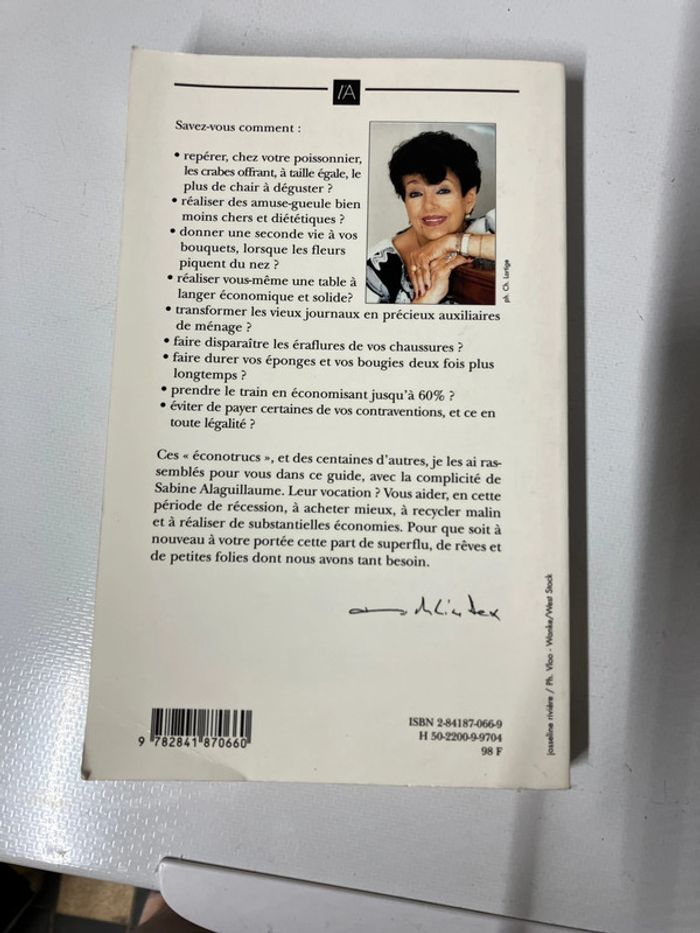 /A
Savez-vous comment :
• repérer, chez votre poissonnier,
les crabes offrant, à taille égale, le
plus de chair à déguster ?
• réaliser des amuse-gueule bien
moins chers et diététiques ?
• donner une seconde vie à vos
bouquets, lorsque les fleurs
piquent du nez ?
• réaliser vous-même une table à
langer économique et solide?
• transformer les vieux journaux en précieux auxiliaires
de ménage ?
• faire disparaître les éraflures de vos chaussures ?
• faire durer vos éponges et vos bougies deux fois plus
longtemps ?
• prendre le train en économisant jusqu'à 60% ?
• éviter de payer certaines de vos contraventions, et ce en
toute légalité ?
ph. Ch. Lartige
Ces « éconotrucs », et des centaines d'autres, je les ai ras-
semblés pour vous dans ce guide, avec la complicité de
Sabine Alaguillaume. Leur vocation ? Vous aider, en cette
période de récession, à acheter mieux, à recycler malin
et à réaliser de substantielles économies. Pour que soit à
nouveau à votre portée cette part de superflu, de rêves et
de petites folies dont nous avons tant besoin.
josseline rivière / Ph. Vloo - Wanke/West Stock
ISBN 2-84187-066-9
H 50-2200-9-9704
98 F
9 782841 870660